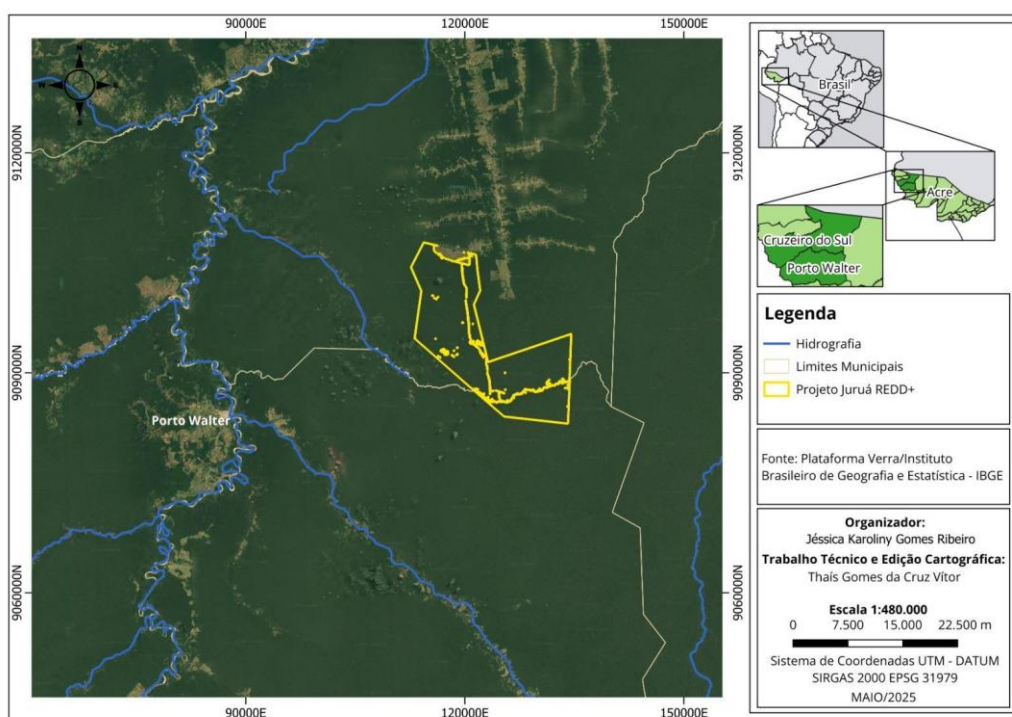 90000E
120000E
150000E
N
W
E
S
9120000N
9120000N
9090000N
9090000N
9060000N
9060000N
Porto Walter
90000E
120000E
150000E
Brasil
Acre
Cruzeiro do Sul
Porto Walter
Legenda
Hidrografia
Limites Municipais
Projeto Juruá REDD+
Fonte: Plataforma Verra/Instituto
Brasileiro de Geografia e Estatística - IBGE
Organizador:
Jéssica Karoliny Gomes Ribeiro
Trabalho Técnico e Edição Cartográfica:
Thaís Gomes da Cruz Vítor
Escala 1:480.000
0 7.500 15.000 22.500 m
Sistema de Coordenadas UTM - DATUM
SIRGAS 2000 EPSG 31979
MAIO/2025